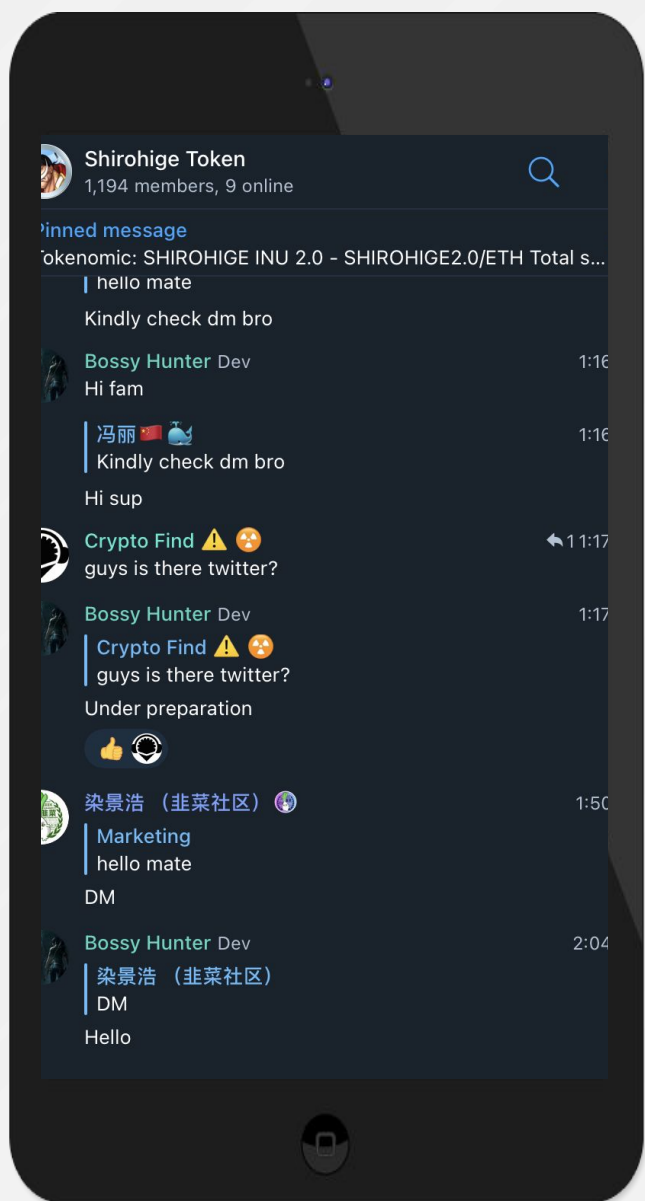 Shirohige Token
1,194 members, 9 online
Pinned message
Tokenomic: SHIROHIGE INU 2.0 - SHIROHIGE2.0/ETH Total s...
hello mate
Kindly check dm bro
Bossy Hunter Dev 1:16
Hi fam
冯丽🇨🇳🐳 1:16
Kindly check dm bro
Hi sup
Crypto Find ⚠️ ☢️ 1 1:17
guys is there twitter?
Bossy Hunter Dev 1:17
Crypto Find ⚠️ ☢️
guys is there twitter?
Under preparation
👍
染景浩 （韭菜社区） 1:50
Marketing
hello mate
DM
Bossy Hunter Dev 2:04
染景浩 （韭菜社区）
DM
Hello